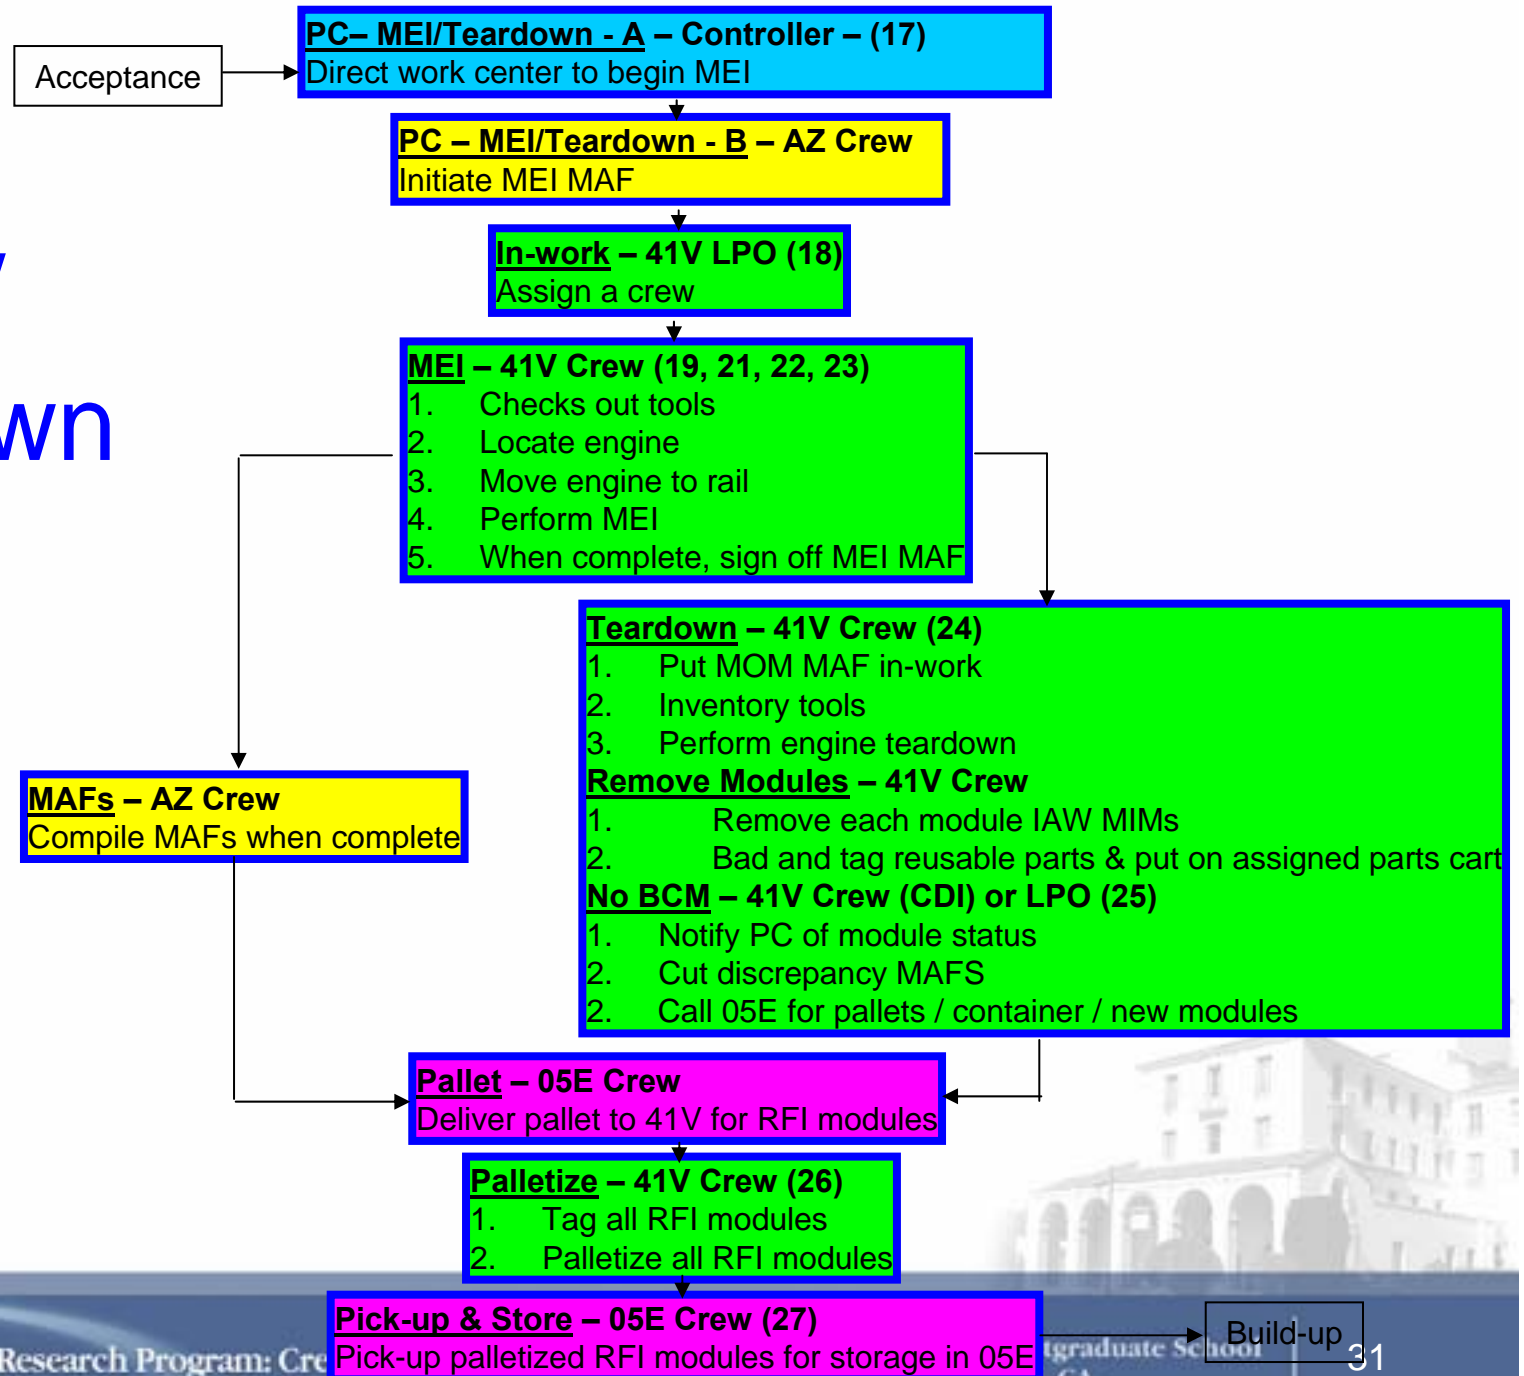 PC– MEI/Teardown - A – Controller – (17)
Direct work center to begin MEI
Acceptance
PC – MEI/Teardown - B – AZ Crew
Initiate MEI MAF
In-work – 41V LPO (18)
Assign a crew
MEI – 41V Crew (19, 21, 22, 23)
1. Checks out tools
2. Locate engine
3. Move engine to rail
4. Perform MEI
5. When complete, sign off MEI MAF
wn
Teardown – 41V Crew (24)
1. Put MOM MAF in-work
2. Inventory tools
3. Perform engine teardown
Remove Modules – 41V Crew
1. Remove each module IAW MIMs
2. Bad and tag reusable parts & put on assigned parts cart
No BCM – 41V Crew (CDI) or LPO (25)
1. Notify PC of module status
2. Cut discrepancy MAFS
2. Call 05E for pallets / container / new modules
MAFs – AZ Crew
Compile MAFs when complete
Pallet – 05E Crew
Deliver pallet to 41V for RFI modules
Palletize – 41V Crew (26)
1. Tag all RFI modules
2. Palletize all RFI modules
Pick-up & Store – 05E Crew (27)
Pick-up palletized RFI modules for storage in 05E
Build-up
Research Program: Cre
tgraduate School
31